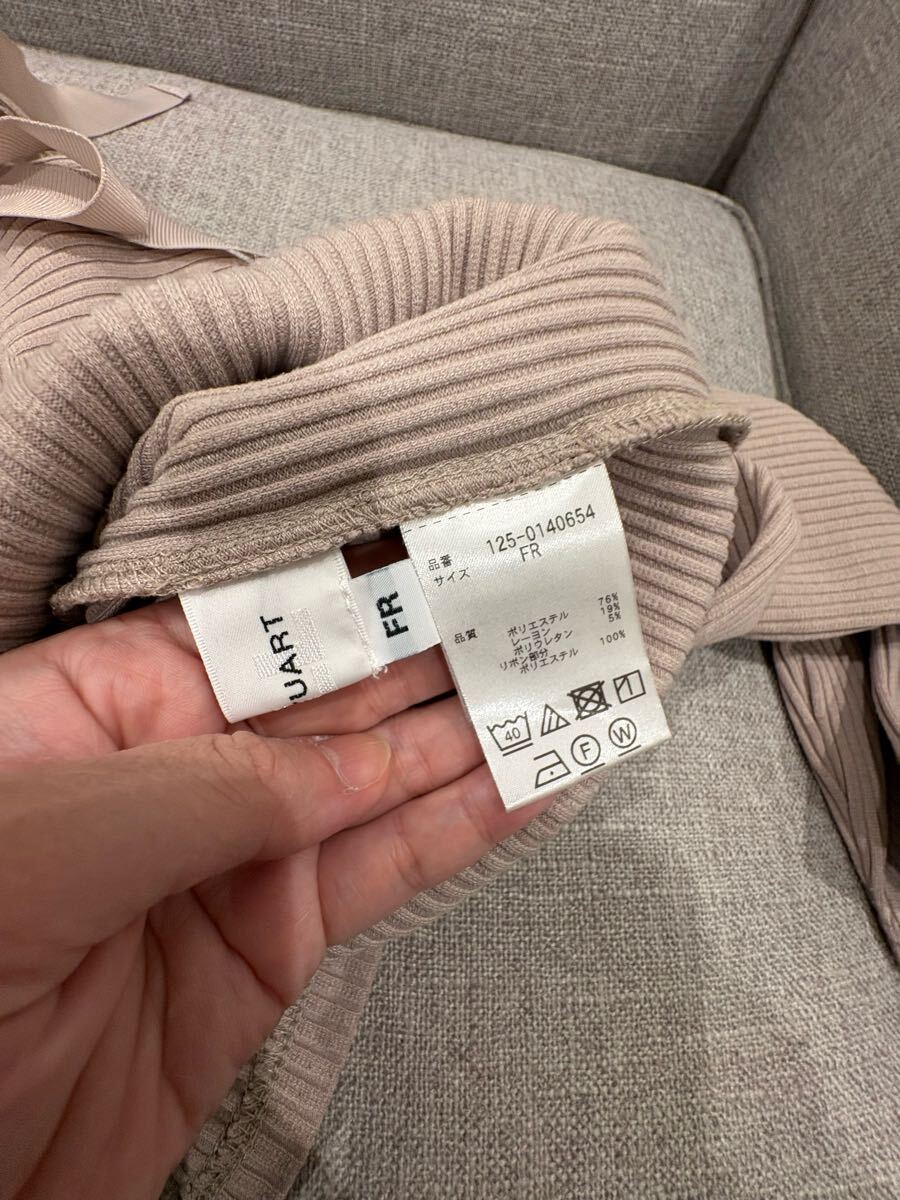 UART
FR
品番 125-0140654
サイズ FR
品質 ポリエステル 76%
レーヨン 19%
ポリウレタン 5%
リボン部分
ポリエステル 100%
40
F W